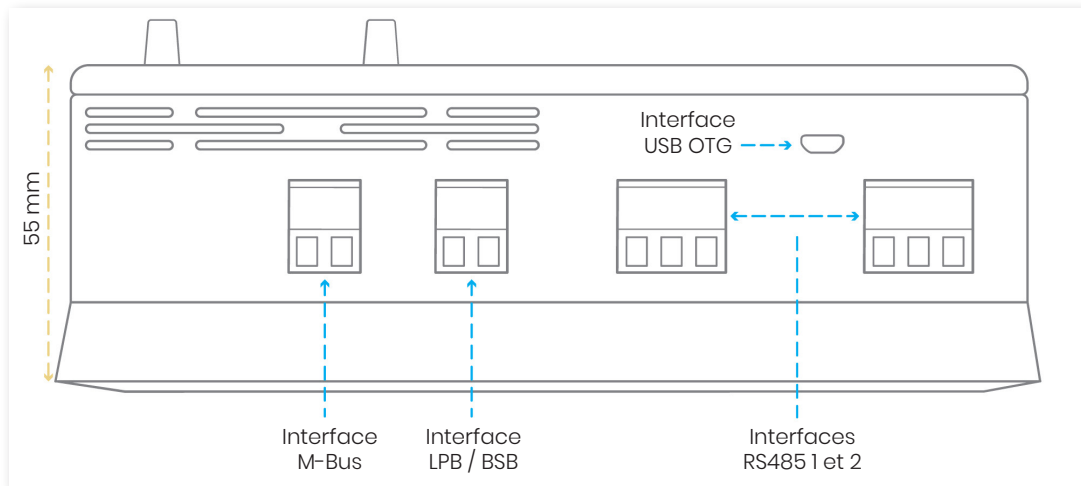 Interface
USB OTG
55 mm
Interface
M-Bus
Interface
LPB / BSB
Interfaces
RS485 1 et 2